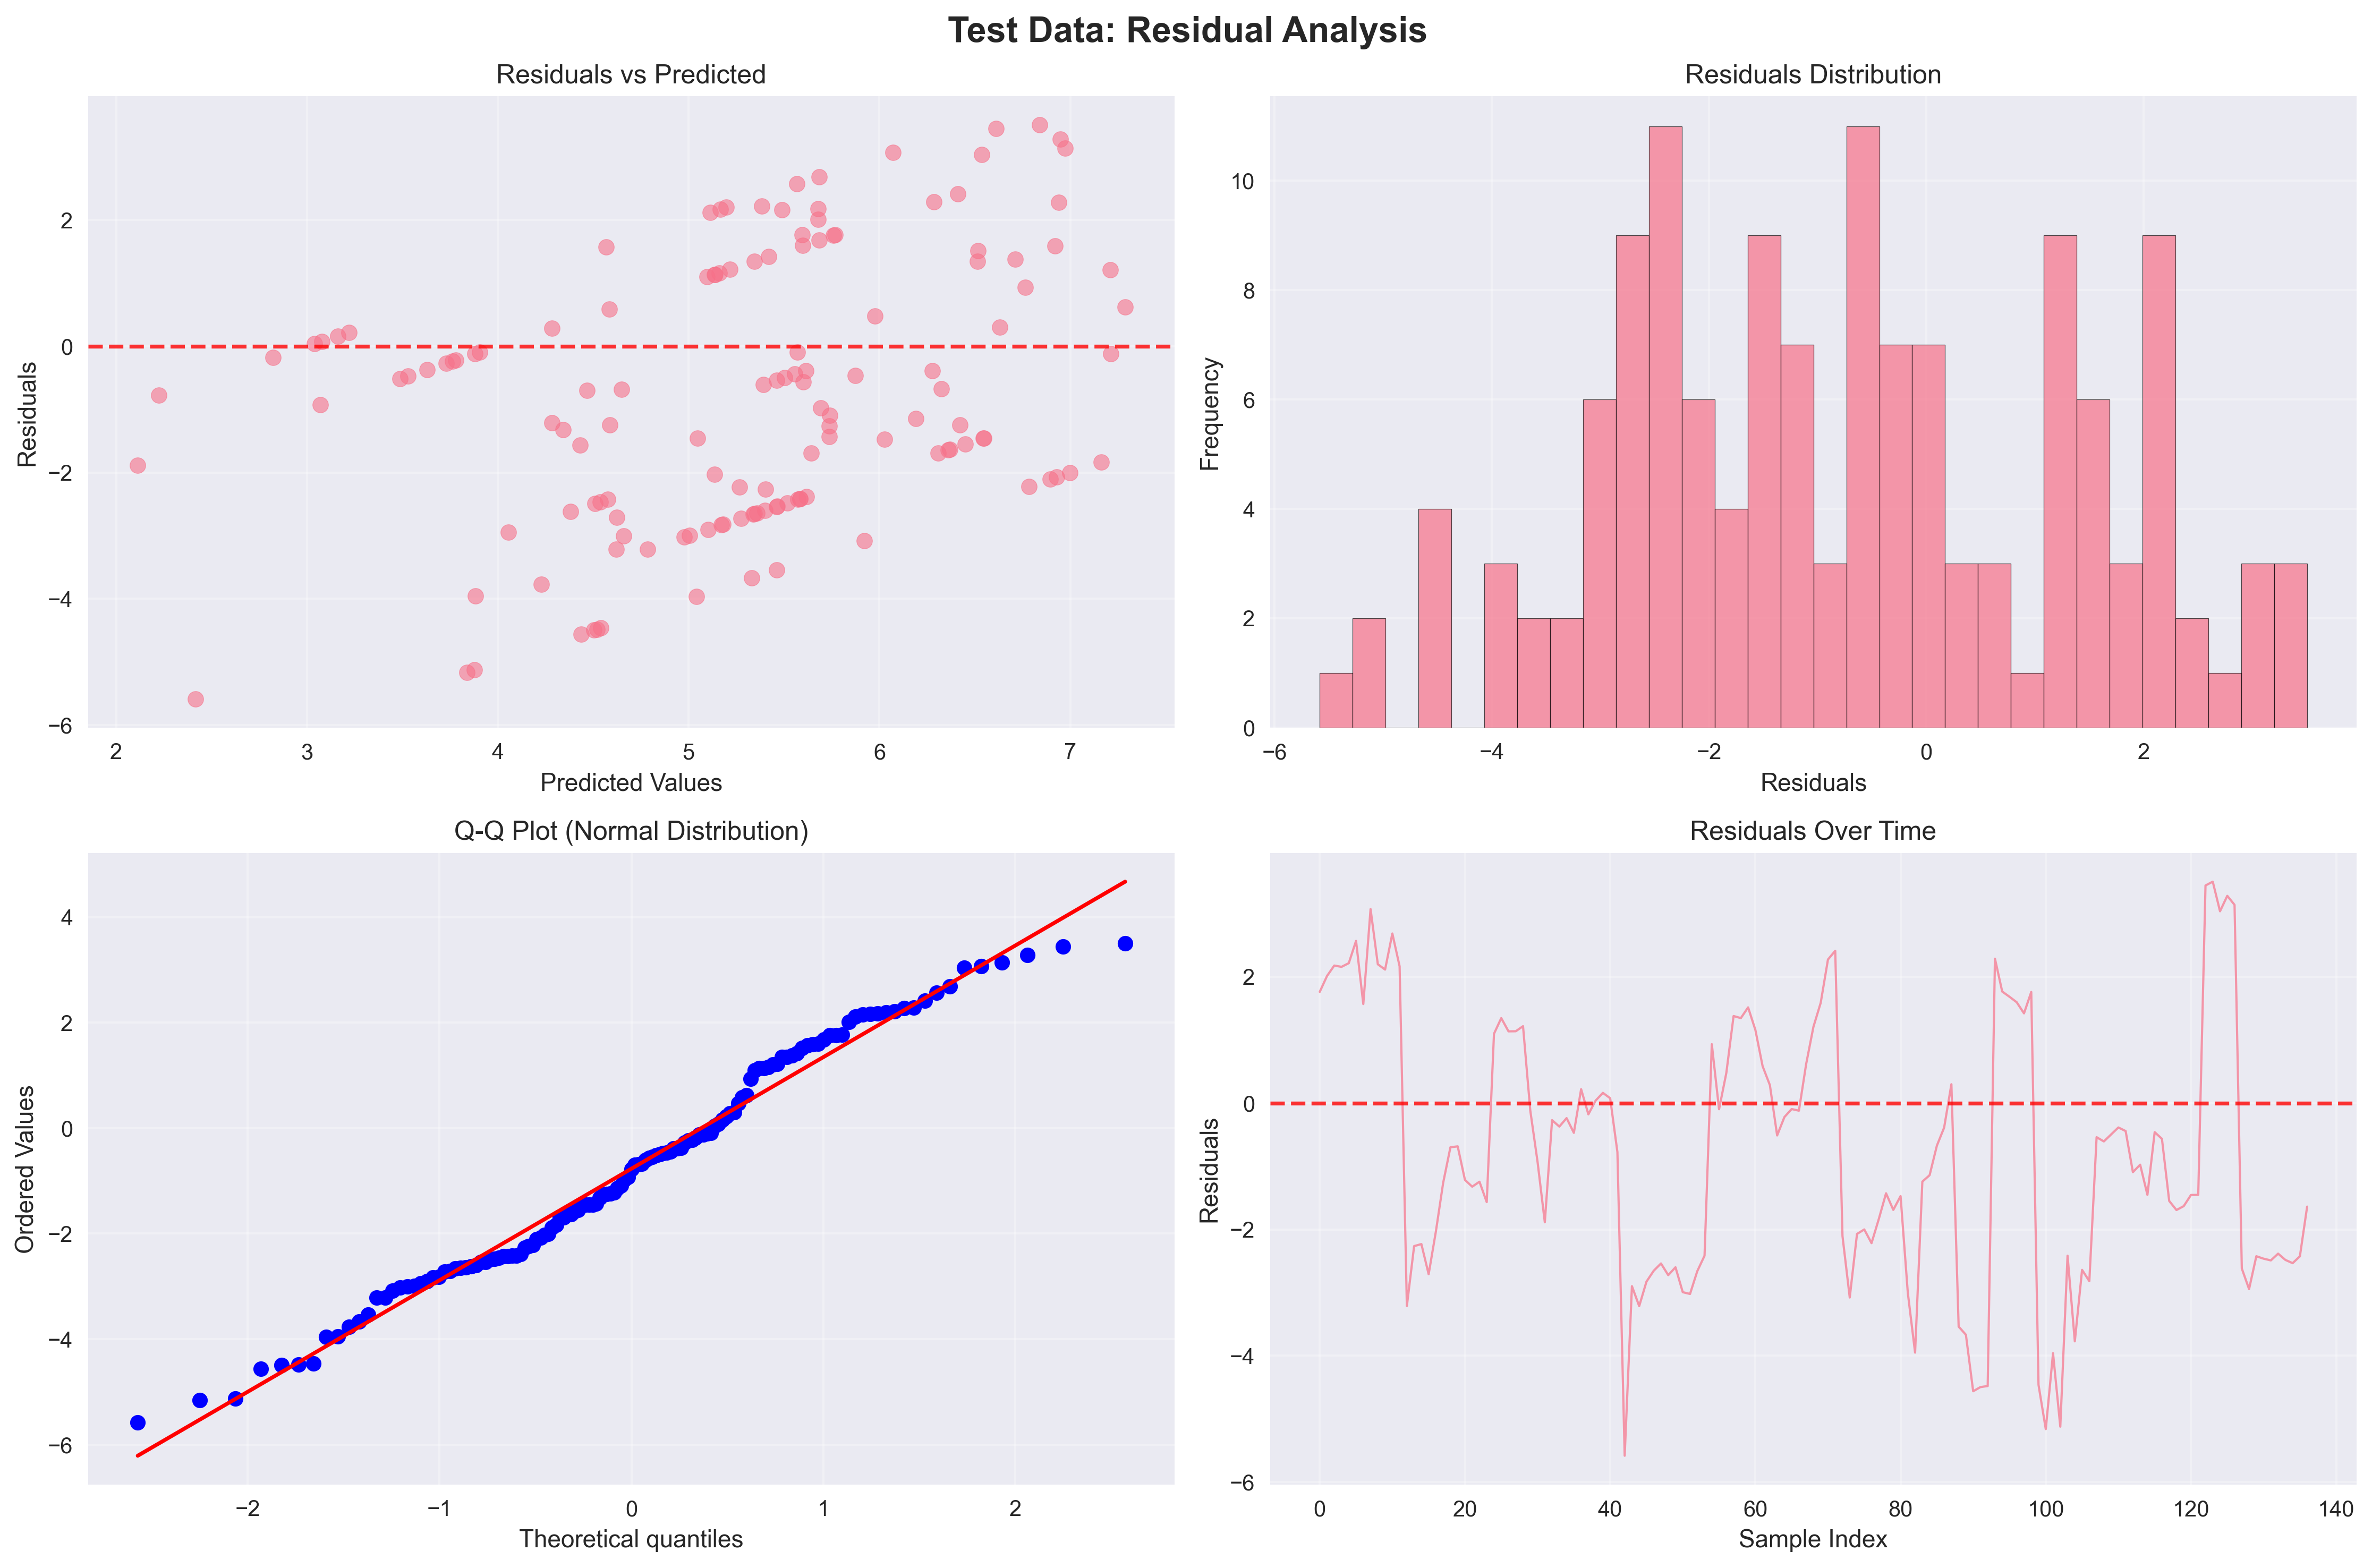 Test Data: Residual Analysis
Residuals vs Predicted
Residuals
2
0
−2
−4
−6
2 3 4 5 6 7
Predicted Values
Residuals Distribution
Frequency
10
8
6
4
2
0
−6 −4 −2 0 2
Residuals
Q-Q Plot (Normal Distribution)
Ordered Values
4
2
0
−2
−4
−6
−2 −1 0 1 2
Theoretical quantiles
Residuals Over Time
Residuals
2
0
−2
−4
−6
0 20 40 60 80 100 120 140
Sample Index